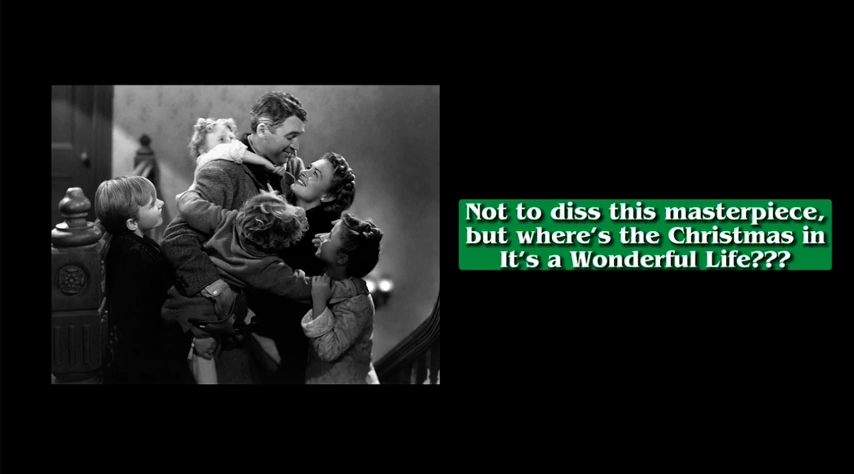 Not to diss this masterpiece,
but where's the Christmas in
It's a Wonderful Life???